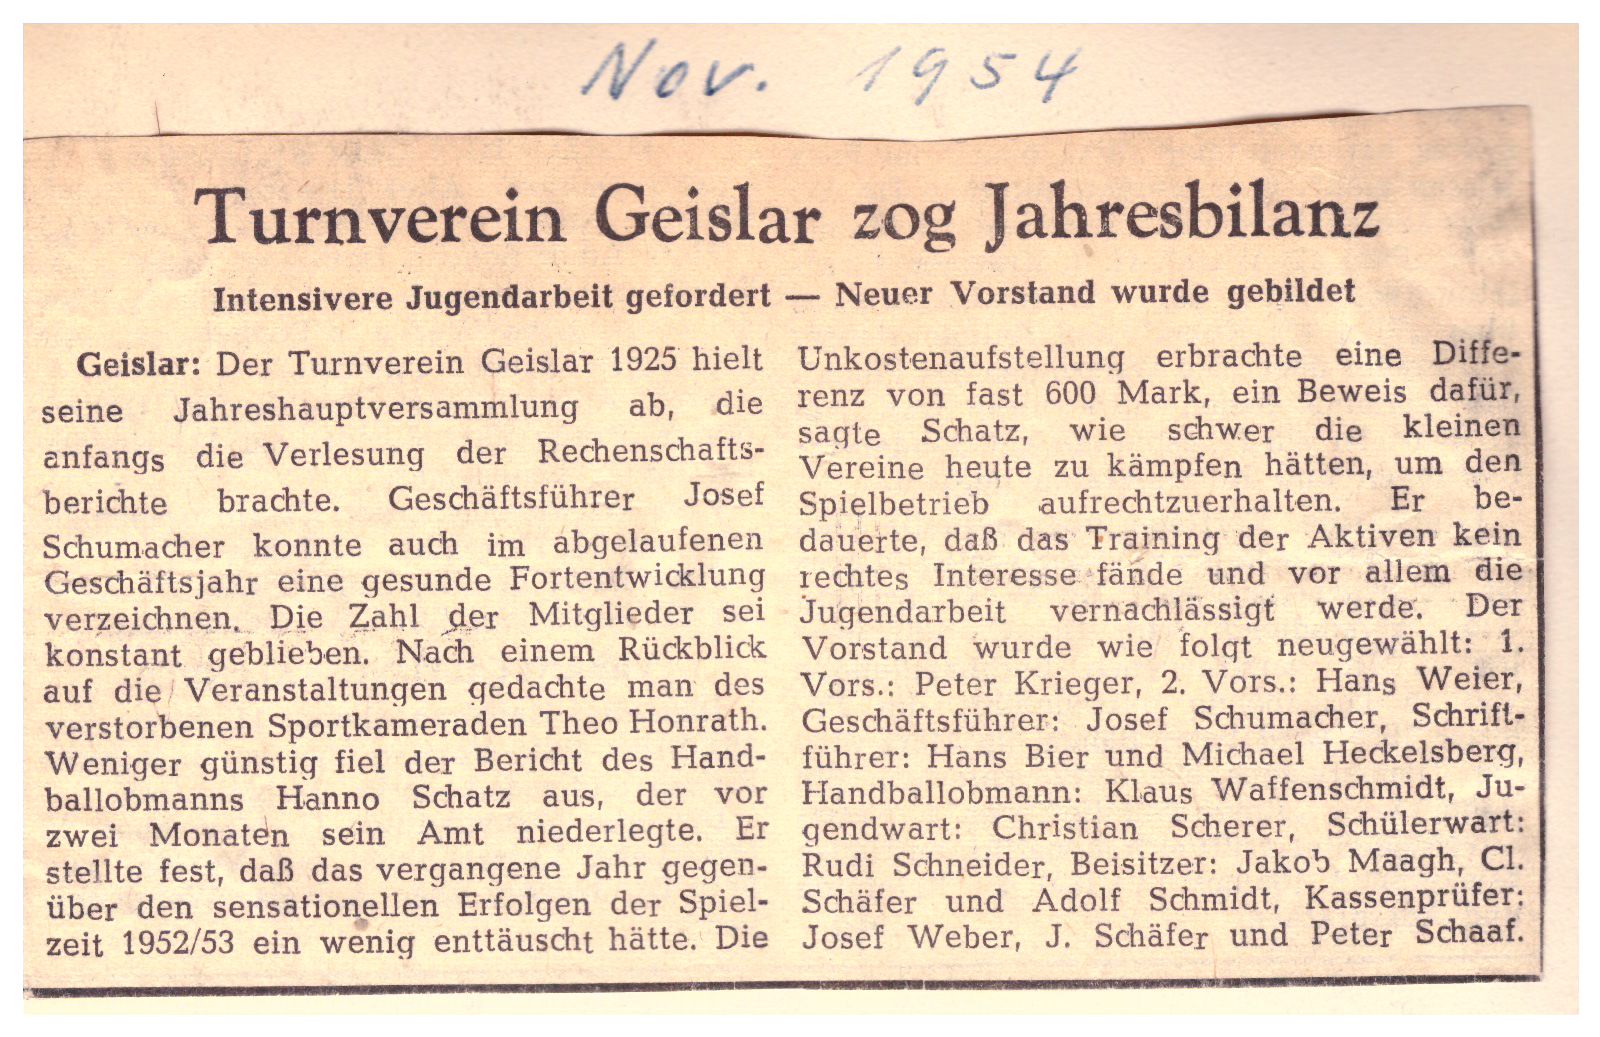 Nov. 1954
Turnverein Geislar zog Jahresbilanz
Intensivere Jugendarbeit gefordert — Neuer Vorstand wurde gebildet
Geislar: Der Turnverein Geislar 1925 hielt
seine Jahreshauptversammlung ab, die
anfangs die Verlesung der Rechenschafts-
berichte brachte. Geschäftsführer Josef
Schumacher konnte auch im abgelaufenen
Geschäftsjahr eine gesunde Fortentwicklung
verzeichnen. Die Zahl der Mitglieder sei
konstant geblieben. Nach einem Rückblick
auf die Veranstaltungen gedachte man des
verstorbenen Sportkameraden Theo Honrath.
Weniger günstig fiel der Bericht des Hand-
ballobmanns Hanno Schatz aus, der vor
zwei Monaten sein Amt niederlegte. Er
stellte fest, daß das vergangene Jahr gegen-
über den sensationellen Erfolgen der Spiel-
zeit 1952/53 ein wenig enttäuscht hätte. Die
Unkostenaufstellung erbrachte eine Diffe-
renz von fast 600 Mark, ein Beweis dafür,
sagte Schatz, wie schwer die kleinen
Vereine heute zu kämpfen hätten, um den
Spielbetrieb aufrechtzuerhalten. Er be-
dauerte, daß das Training der Aktiven kein
rechtes Interesse fände und vor allem die
Jugendarbeit vernachlässigt werde. Der
Vorstand wurde wie folgt neugewählt: 1.
Vors.: Peter Krieger, 2. Vors.: Hans Weier,
Geschäftsführer: Josef Schumacher, Schrift-
führer: Hans Bier und Michael Heckelsberg,
Handballobmann: Klaus Waffenschmidt, Ju-
gendwart: Christian Scherer, Schülerwart:
Rudi Schneider, Beisitzer: Jakob Maagh, Cl.
Schäfer und Adolf Schmidt, Kassenprüfer:
Josef Weber, J. Schäfer und Peter Schaaf.